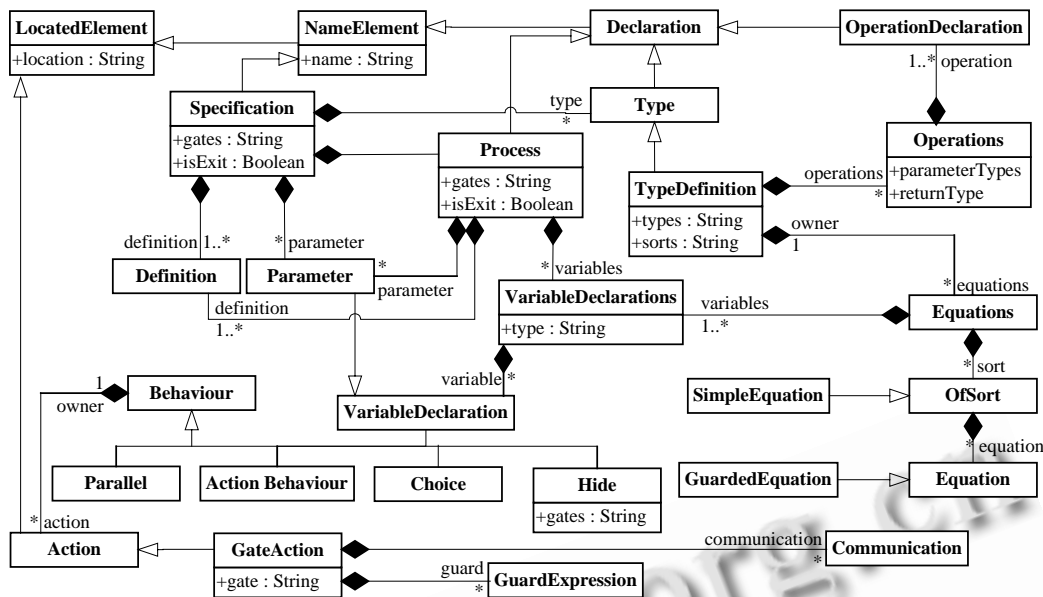 LocatedElement
+location : String
NameElement
+name : String
Declaration
OperationDeclaration
1..*
operation
Specification
+gates : String
+isExit : Boolean
type
*
Type
Process
+gates : String
+isExit : Boolean
Operations
+parameterTypes
+returnType
operations
*
TypeDefinition
+types : String
+sorts : String
owner
1
definition
1..*
*
parameter
Definition
Parameter
*
parameter
definition
1..*
*
variables
VariableDeclarations
+type : String
variables
1..*
*
equations
Equations
*
sort
variable
*
1
owner
Behaviour
VariableDeclaration
SimpleEquation
OfSort
*
equation
Parallel
Action Behaviour
Choice
Hide
+gates : String
GuardedEquation
Equation
*
action
Action
GateAction
+gate : String
communication
*
Communication
guard
*
GuardExpression
org.cn